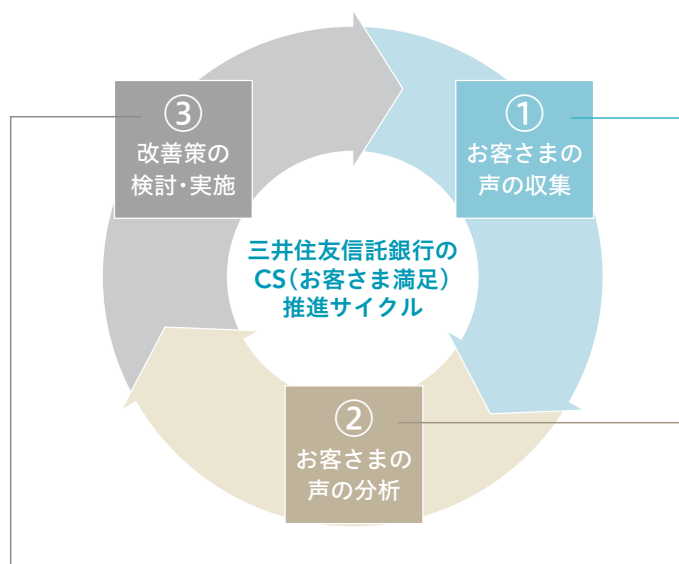 三井住友信託銀行の
CS(お客さま満足)
推進サイクル
①
お客さまの
声の収集
②
お客さまの
声の分析
③
改善策の
検討・実施